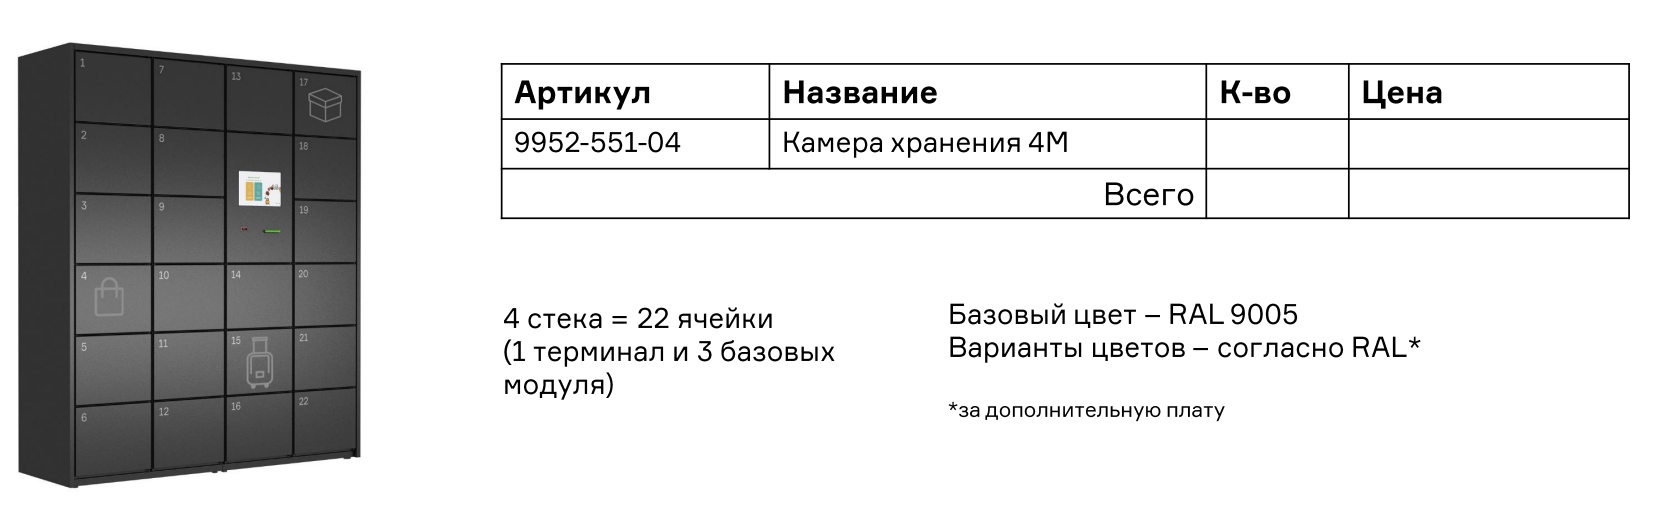 1
2
3
4
5
6
7
8
9
10
11
12
13
14
15
16
17
18
19
20
21
22
Артикул Название К-во Цена
9952-551-04 Камера хранения 4М
Всего
4 стека = 22 ячейки
(1 терминал и 3 базовых
модуля)
Базовый цвет – RAL 9005
Варианты цветов – согласно RAL*
*за дополнительную плату